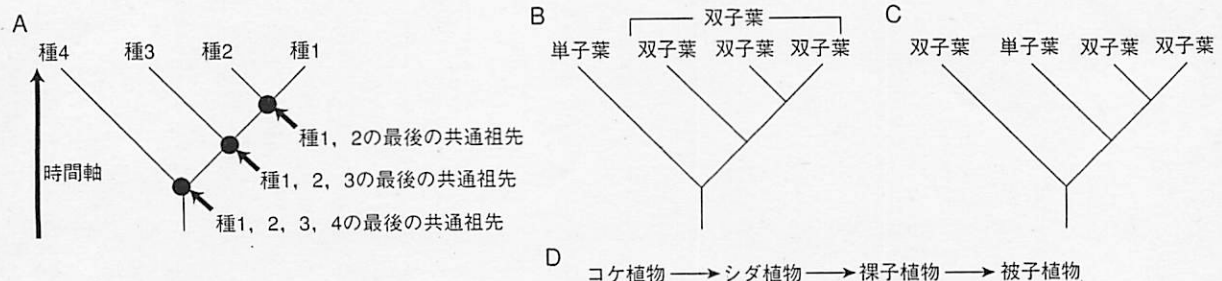 A
種4 種3 種2 種1
時間軸
種1，2の最後の共通祖先
種1，2，3の最後の共通祖先
種1，2，3，4の最後の共通祖先
B
双子葉
単子葉 双子葉 双子葉 双子葉
C
双子葉 単子葉 双子葉 双子葉
D
コケ植物 → シダ植物 → 裸子植物 → 被子植物